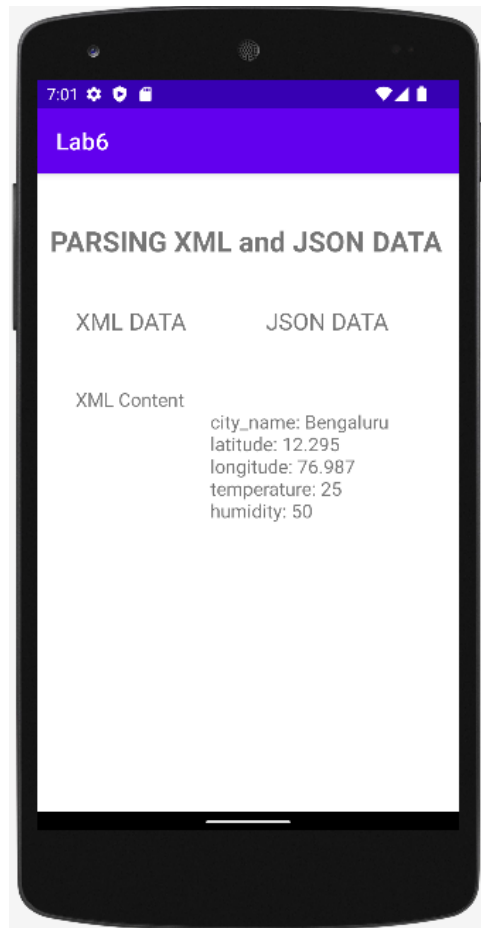 7:01
Lab6
PARSING XML and JSON DATA
XML DATA
JSON DATA
XML Content
city_name: Bengaluru
latitude: 12.295
longitude: 76.987
temperature: 25
humidity: 50